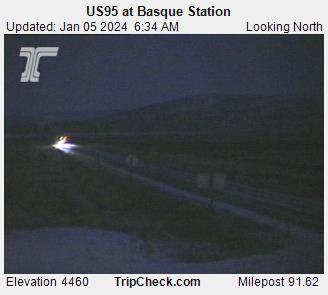 US95 at Basque Station
Updated: Jan 05 2024 6:34 AM Looking North
Elevation 4460 TripCheck.com Milepost 91.62